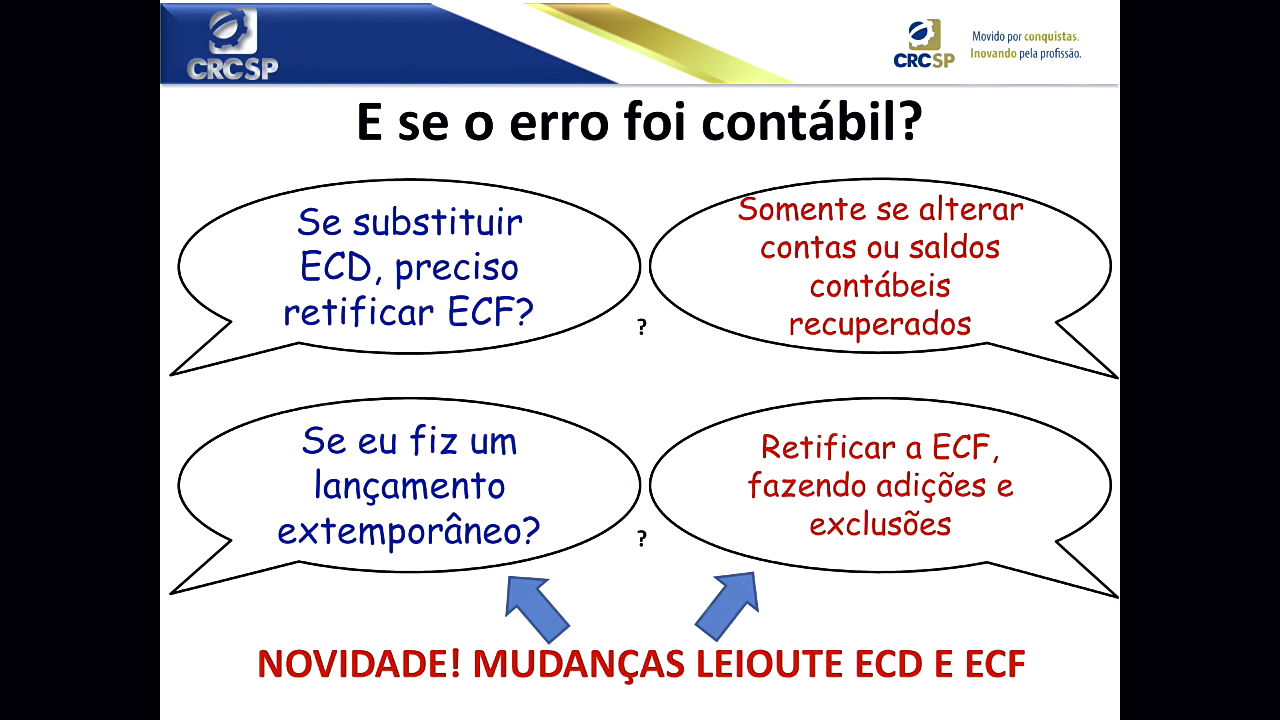 CRCSP
CRCSP
Movido por conquistas.
Inovando pela profissão.
E se o erro foi contábil?
Se substituir
ECD, preciso
retificar ECF?
?
Somente se alterar
contas ou saldos
contábeis
recuperados
Se eu fiz um
lançamento
extemporâneo?
?
Retificar a ECF,
fazendo adições e
exclusões
NOVIDADE! MUDANÇAS LEIOUTE ECD E ECF